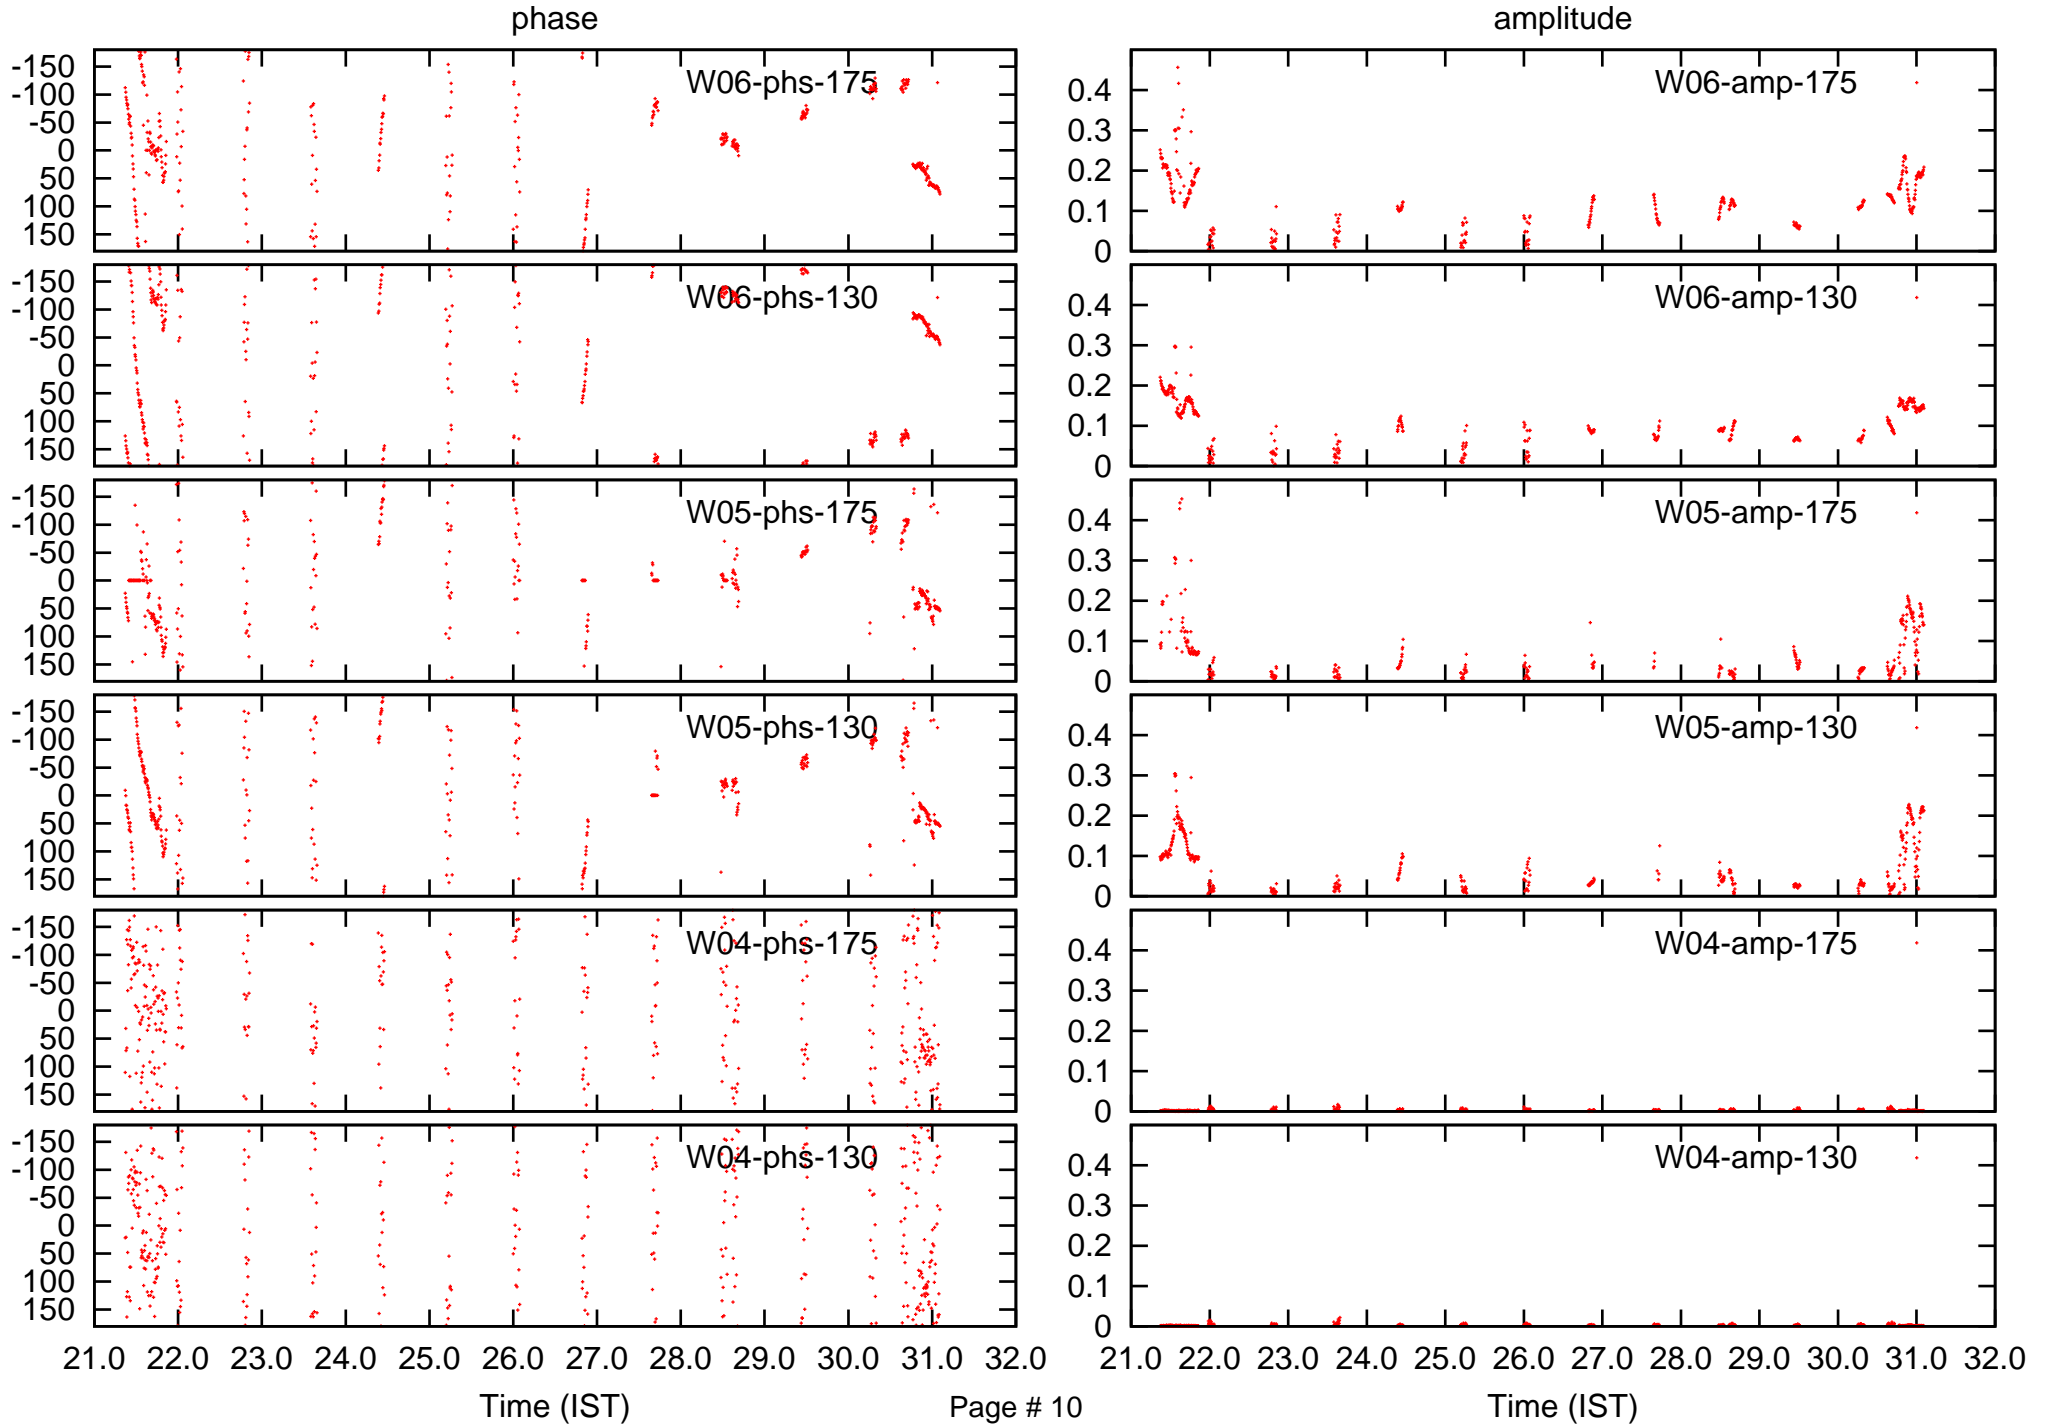 phase amplitude
-150 -100 -50 0 50 100 150 W06-phs-175 0.4 0.3 0.2 0.1 0 W06-amp-175
-150 -100 -50 0 50 100 150 W06-phs-130 0.4 0.3 0.2 0.1 0 W06-amp-130
-150 -100 -50 0 50 100 150 W05-phs-175 0.4 0.3 0.2 0.1 0 W05-amp-175
-150 -100 -50 0 50 100 150 W05-phs-130 0.4 0.3 0.2 0.1 0 W05-amp-130
-150 -100 -50 0 50 100 150 W04-phs-175 0.4 0.3 0.2 0.1 0 W04-amp-175
-150 -100 -50 0 50 100 150 W04-phs-130 0.4 0.3 0.2 0.1 0 W04-amp-130
21.0 22.0 23.0 24.0 25.0 26.0 27.0 28.0 29.0 30.0 31.0 32.0 21.0 22.0 23.0 24.0 25.0 26.0 27.0 28.0 29.0 30.0 31.0 32.0
Time (IST) Page # 10 Time (IST)